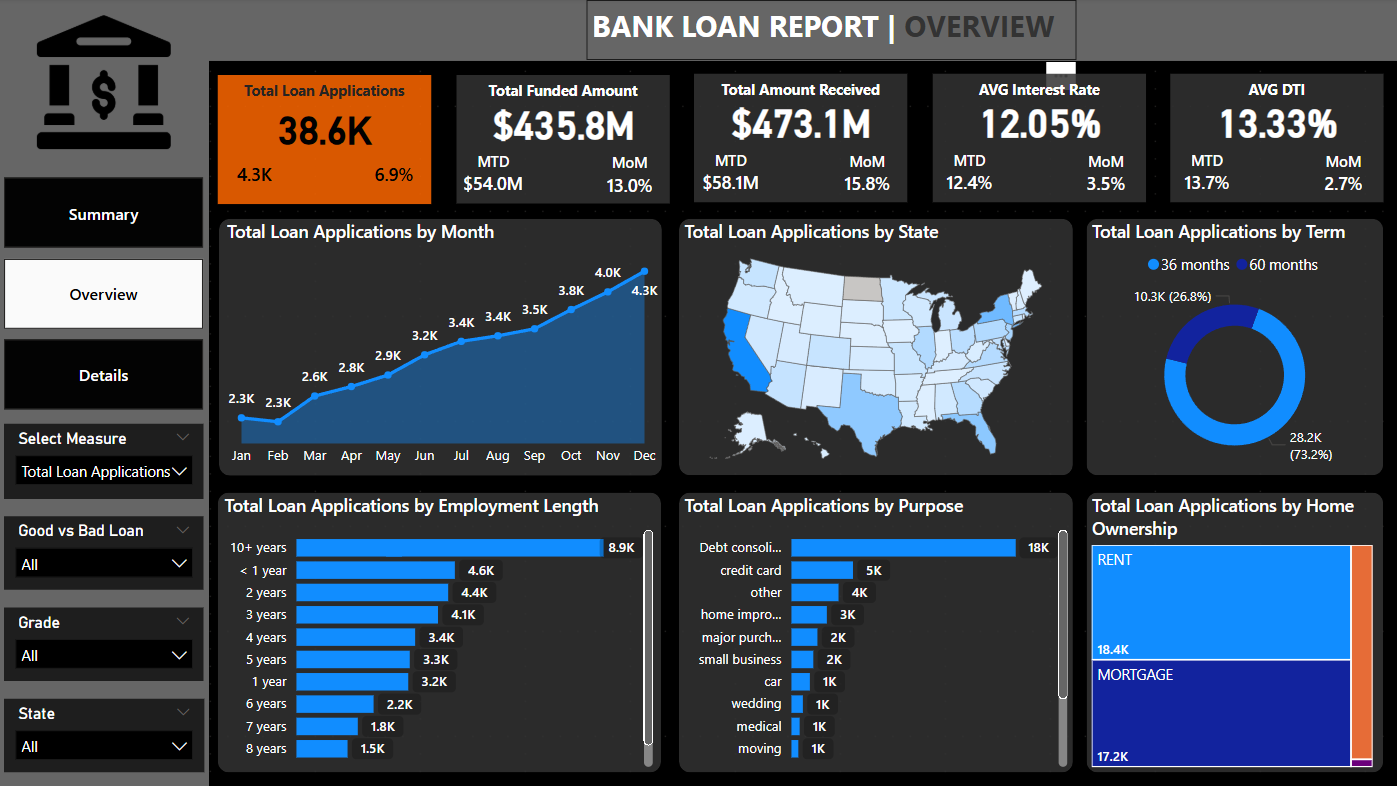 BANK LOAN REPORT | OVERVIEW
$
Summary
Overview
Details
Select Measure
Total Loan Applications
Good vs Bad Loan
All
Grade
All
State
All
Total Loan Applications
38.6K
4.3K 6.9%
Total Funded Amount
$435.8M
MTD MoM
$54.0M 13.0%
Total Amount Received
$473.1M
MTD MoM
$58.1M 15.8%
AVG Interest Rate
12.05%
MTD MoM
12.4% 3.5%
AVG DTI
13.33%
MTD MoM
13.7% 2.7%
Total Loan Applications by Month
2.3K 2.3K 2.6K 2.8K 2.9K 3.2K 3.4K 3.4K 3.5K 3.8K 4.0K 4.3K
Jan Feb Mar Apr May Jun Jul Aug Sep Oct Nov Dec
Total Loan Applications by State
Total Loan Applications by Term
36 months 60 months
10.3K (26.8%)
28.2K
(73.2%)
Total Loan Applications by Employment Length
10+ years 8.9K
< 1 year 4.6K
2 years 4.4K
3 years 4.1K
4 years 3.4K
5 years 3.3K
1 year 3.2K
6 years 2.2K
7 years 1.8K
8 years 1.5K
Total Loan Applications by Purpose
Debt consoli... 18K
credit card 5K
other 4K
home impro... 3K
major purch... 2K
small business 2K
car 1K
wedding 1K
medical 1K
moving 1K
Total Loan Applications by Home
Ownership
RENT
18.4K
MORTGAGE
17.2K